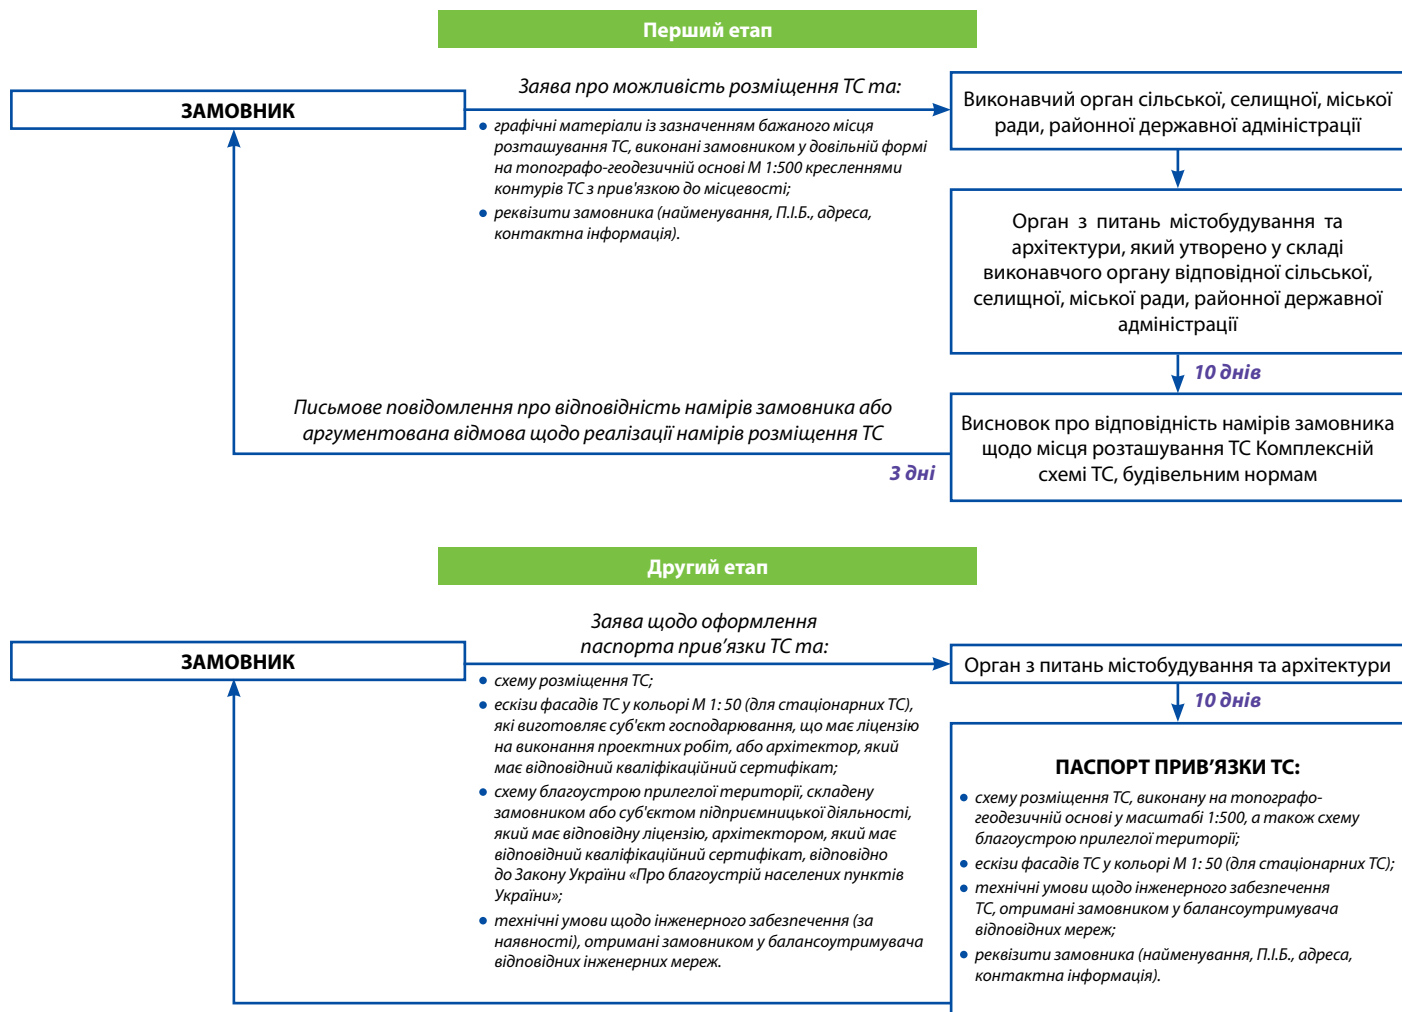 Перший етап
ЗАМОВНИК
Заява про можливість розміщення ТС та:
● графічні матеріали із зазначенням бажаного місця
розташування ТС, виконані замовником у довільній формі
на топографо-геодезичній основі М 1:500 кресленнями
контурів ТС з прив'язкою до місцевості;
● реквізити замовника (найменування, П.І.Б., адреса,
контактна інформація).
Виконавчий орган сільської, селищної, міської
ради, районної державної адміністрації
Орган з питань містобудування та
архітектури, який утворено у складі
виконавчого органу відповідної сільської,
селищної, міської ради, районної державної
адміністрації
10 днів
Висновок про відповідність намірів замовника
щодо місця розташування ТС Комплексній
схемі ТС, будівельним нормам
Письмове повідомлення про відповідність намірів замовника або
аргументована відмова щодо реалізації намірів розміщення ТС
3 дні
Другий етап
ЗАМОВНИК
Заява щодо оформлення
паспорта прив’язки ТС та:
● схему розміщення ТС;
● ескізи фасадів ТС у кольорі М 1: 50 (для стаціонарних ТС),
які виготовляє суб'єкт господарювання, що має ліцензію
на виконання проектних робіт, або архітектор, який
має відповідний кваліфікаційний сертифікат;
● схему благоустрою прилеглої території, складену
замовником або суб'єктом підприємницької діяльності,
який має відповідну ліцензію, архітектором, який має
відповідний кваліфікаційний сертифікат, відповідно
до Закону України «Про благоустрій населених пунктів
України»;
● технічні умови щодо інженерного забезпечення (за
наявності), отримані замовником у балансоутримувача
відповідних інженерних мереж.
Орган з питань містобудування та архітектури
10 днів
ПАСПОРТ ПРИВ'ЯЗКИ ТС:
● схему розміщення ТС, виконану на топографо-
геодезичній основі у масштабі 1:500, а також схему
благоустрою прилеглої території;
● ескізи фасадів ТС у кольорі М 1: 50 (для стаціонарних ТС);
● технічні умови щодо інженерного забезпечення
ТС, отримані замовником у балансоутримувача
відповідних мереж;
● реквізити замовника (найменування, П.І.Б., адреса,
контактна інформація).